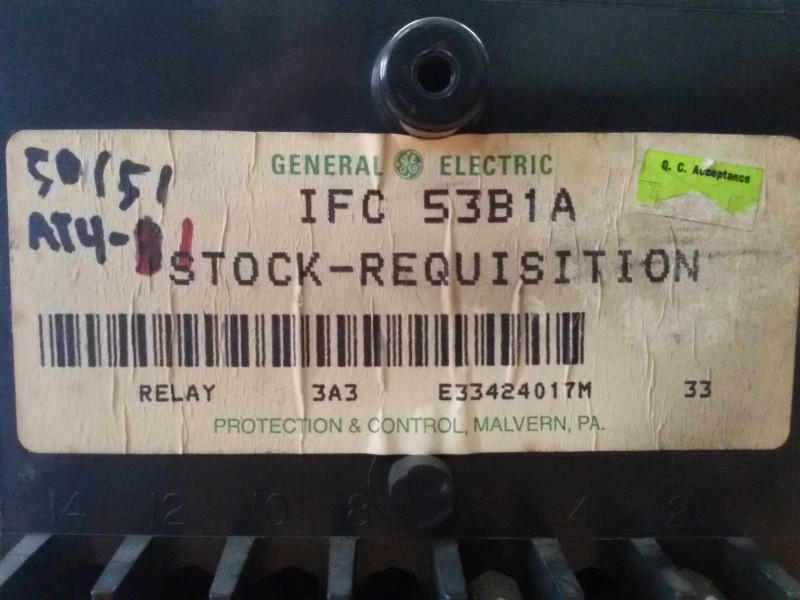 50/51
AT4-
GENERAL ELECTRIC
Q. C. Acceptance
IFC 53B1A
STOCK-REQUISITION
RELAY 3A3 E33424017M 33
PROTECTION & CONTROL, MALVERN, PA.
14 12 10 8 6 4 2